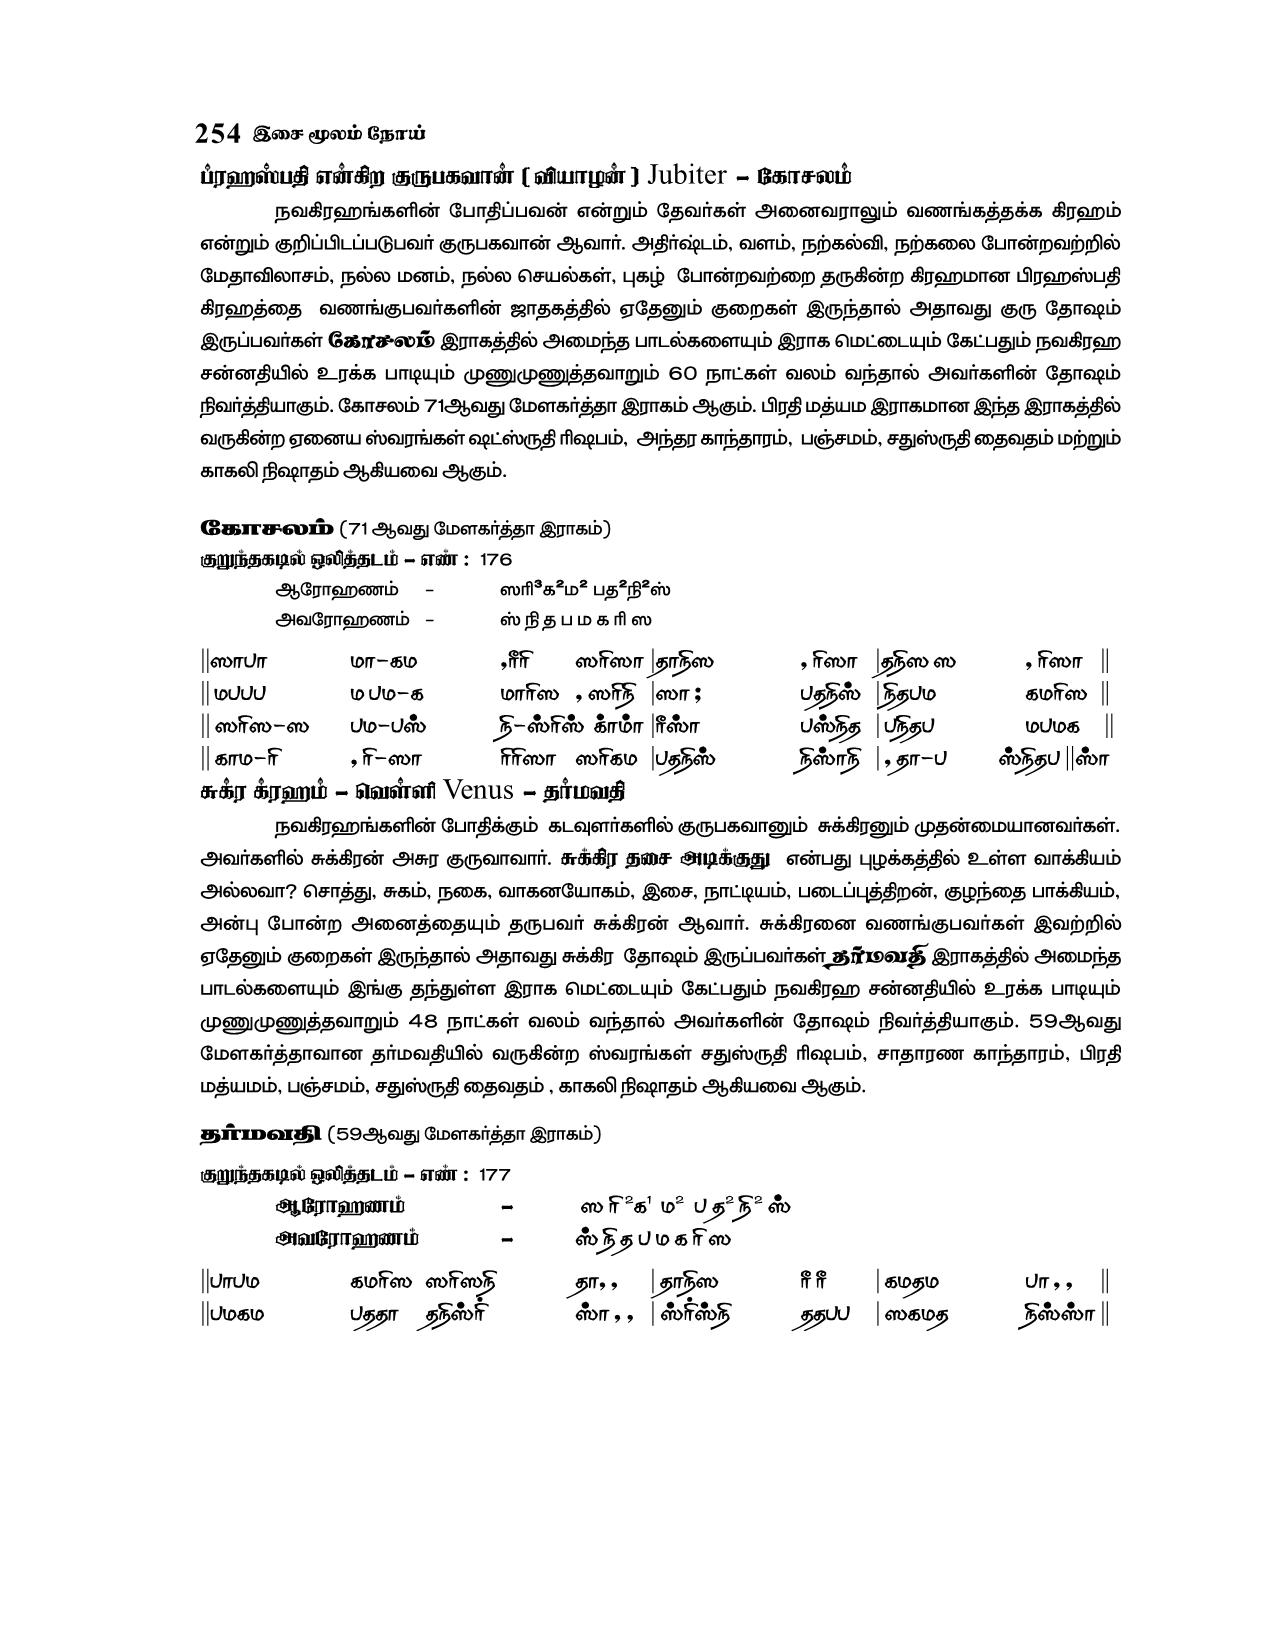 254 இசை மூலம் நோய்
ப்ரஹஸ்பதி என்கிற குருபகவான் ( வியாழன் ) Jubiter – கோசலம்
நவகிரஹங்களின் போதிப்பவன் என்றும் தேவர்கள் அனைவராலும் வணங்கத்தக்க கிரஹம்
என்றும் குறிப்பிடப்படுபவர் குருபகவான் ஆவார். அதிர்ஷ்டம், வளம், நற்கல்வி, நற்கலை போன்றவற்றில்
மேதாவிலாசம், நல்ல மனம், நல்ல செயல்கள், புகழ் போன்றவற்றை தருகின்ற கிரஹமான பிரஹஸ்பதி
கிரஹத்தை வணங்குபவர்களின் ஜாதகத்தில் ஏதேனும் குறைகள் இருந்தால் அதாவது குரு தோஷம்
இருப்பவர்கள் கோசலம் இராகத்தில் அமைந்த பாடல்களையும் இராக மெட்டையும் கேட்பதும் நவகிரஹ
சன்னதியில் உரக்க பாடியும் முணுமுணுத்தவாறும் 60 நாட்கள் வலம் வந்தால் அவர்களின் தோஷம்
நிவர்த்தியாகும். கோசலம் 71ஆவது மேளகர்த்தா இராகம் ஆகும். பிரதி மத்யம இராகமான இந்த இராகத்தில்
வருகின்ற ஏனைய ஸ்வரங்கள் ஷட்ஸ்ருதி ரிஷபம், அந்தர காந்தாரம், பஞ்சமம், சதுஸ்ருதி தைவதம் மற்றும்
காகலி நிஷாதம் ஆகியவை ஆகும்.
கோசலம் (71 ஆவது மேளகர்த்தா இராகம்)
குறுந்தகடில் ஒலித்தடம் – எண் : 176
ஆரோஹணம் – ஸரி³க²ம² பத²நி²ஸ்
அவரோஹணம் – ஸ் நி த ப ம க ரி ஸ
||ஸாபா மா–கம ,ரீரி ஸரிஸா |தாநிஸ , ரிஸா |தநிஸ ஸ , ரிஸா ||
|| மபபப ம பம–க மாரிஸ , ஸரிநி |ஸா ; பதநிஸ் |நிதபம கமரிஸ ||
|| ஸரிஸ–ஸ பம–பஸ் நி–ஸ்ரிஸ் க்ாம்ா |ரீஸ்ா பஸ்நித |பநிதப மபமக ||
|| காம–ரி ,ரி–ஸா ரிரிஸா ஸரிகம |பதநிஸ் நிஸ்ாநி |, தா–ப ஸ்நிதப ||ஸ்ா
சுக்ர க்ரஹம் – வெள்ளி Venus – தர்மவதி
நவகிரஹங்களின் போதிக்கும் கடவுளர்களில் குருபகவானும் சுக்கிரனும் முதன்மையானவர்கள்.
அவர்களில் சுக்கிரன் அசுர குருவாவார். சுக்கிர தசை அடிக்குது என்பது புழக்கத்தில் உள்ள வாக்கியம்
அல்லவா? சொத்து, சுகம், நகை, வாகனயோகம், இசை, நாட்டியம், படைப்புத்திறன், குழந்தை பாக்கியம்,
அன்பு போன்ற அனைத்தையும் தருபவர் சுக்கிரன் ஆவார். சுக்கிரனை வணங்குபவர்கள் இவற்றில்
ஏதேனும் குறைகள் இருந்தால் அதாவது சுக்கிர தோஷம் இருப்பவர்கள் தர்மவதி இராகத்தில் அமைந்த
பாடல்களையும் இங்கு தந்துள்ள இராக மெட்டையும் கேட்பதும் நவகிரஹ சன்னதியில் உரக்க பாடியும்
முணுமுணுத்தவாறும் 48 நாட்கள் வலம் வந்தால் அவர்களின் தோஷம் நிவர்த்தியாகும். 59ஆவது
மேளகர்த்தாவான தர்மவதியில் வருகின்ற ஸ்வரங்கள் சதுஸ்ருதி ரிஷபம், சாதாரண காந்தாரம், பிரதி
மத்யமம், பஞ்சமம், சதுஸ்ருதி தைவதம் , காகலி நிஷாதம் ஆகியவை ஆகும்.
தர்மவதி (59ஆவது மேளகர்த்தா இராகம்)
குறுந்தகடில் ஒலித்தடம் – எண் : 177
ஆரோஹணம் – ஸ ரி²க¹ ம² ப த²நி² ஸ்
அவரோஹணம் – ஸ் நி த ப ம க ரி ஸ
||பாபம கமரிஸ ஸரிஸநி தா,, |தாநிஸ ரீ ரீ | கமதம பா , , ||
||பமகம பததா தநிஸ்ரி் ஸ்ா , , | ஸ்ரி்ஸ்நி ததபப | ஸகமத நிஸ்ஸ்ா ||